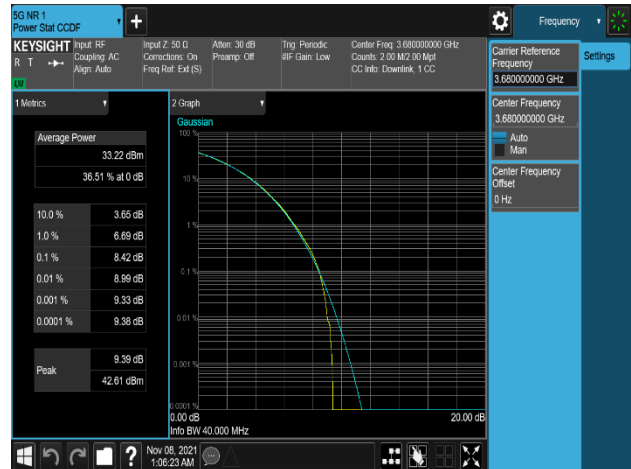 5G NR 1
Power Stat CCDF
Frequency
KEYSIGHT
R T
LW
Input: RF
Coupling: AC
Align: Auto
Input Z: 50 Ω
Corrections: On
Freq Ref: Ext (S)
Atten: 30 dB
Preamp: Off
Trig: Periodic
#IF Gain: Low
Center Freq: 3.680000000 GHz
Counts: 2.00 M/2.00 Mpt
CC Info: Downlink, 1 CC
Carrier Reference
Frequency
3.680000000 GHz
Settings
Center Frequency
3.680000000 GHz
Auto
Man
Center Frequency
Offset
0 Hz
1 Metrics
Average Power
33.22 dBm
36.51 % at 0 dB
10.0 % 3.65 dB
1.0 % 6.69 dB
0.1 % 8.42 dB
0.01 % 8.99 dB
0.001 % 9.33 dB
0.0001 % 9.38 dB
Peak
9.39 dB
42.61 dBm
2 Graph
Gaussian
100 %
10 %
1 %
0.1 %
0.01 %
0.001 %
0.0001 %
0.00 dB 20.00 dB
Info BW 40.000 MHz
?
Nov 08, 2021
1:06:23 AM